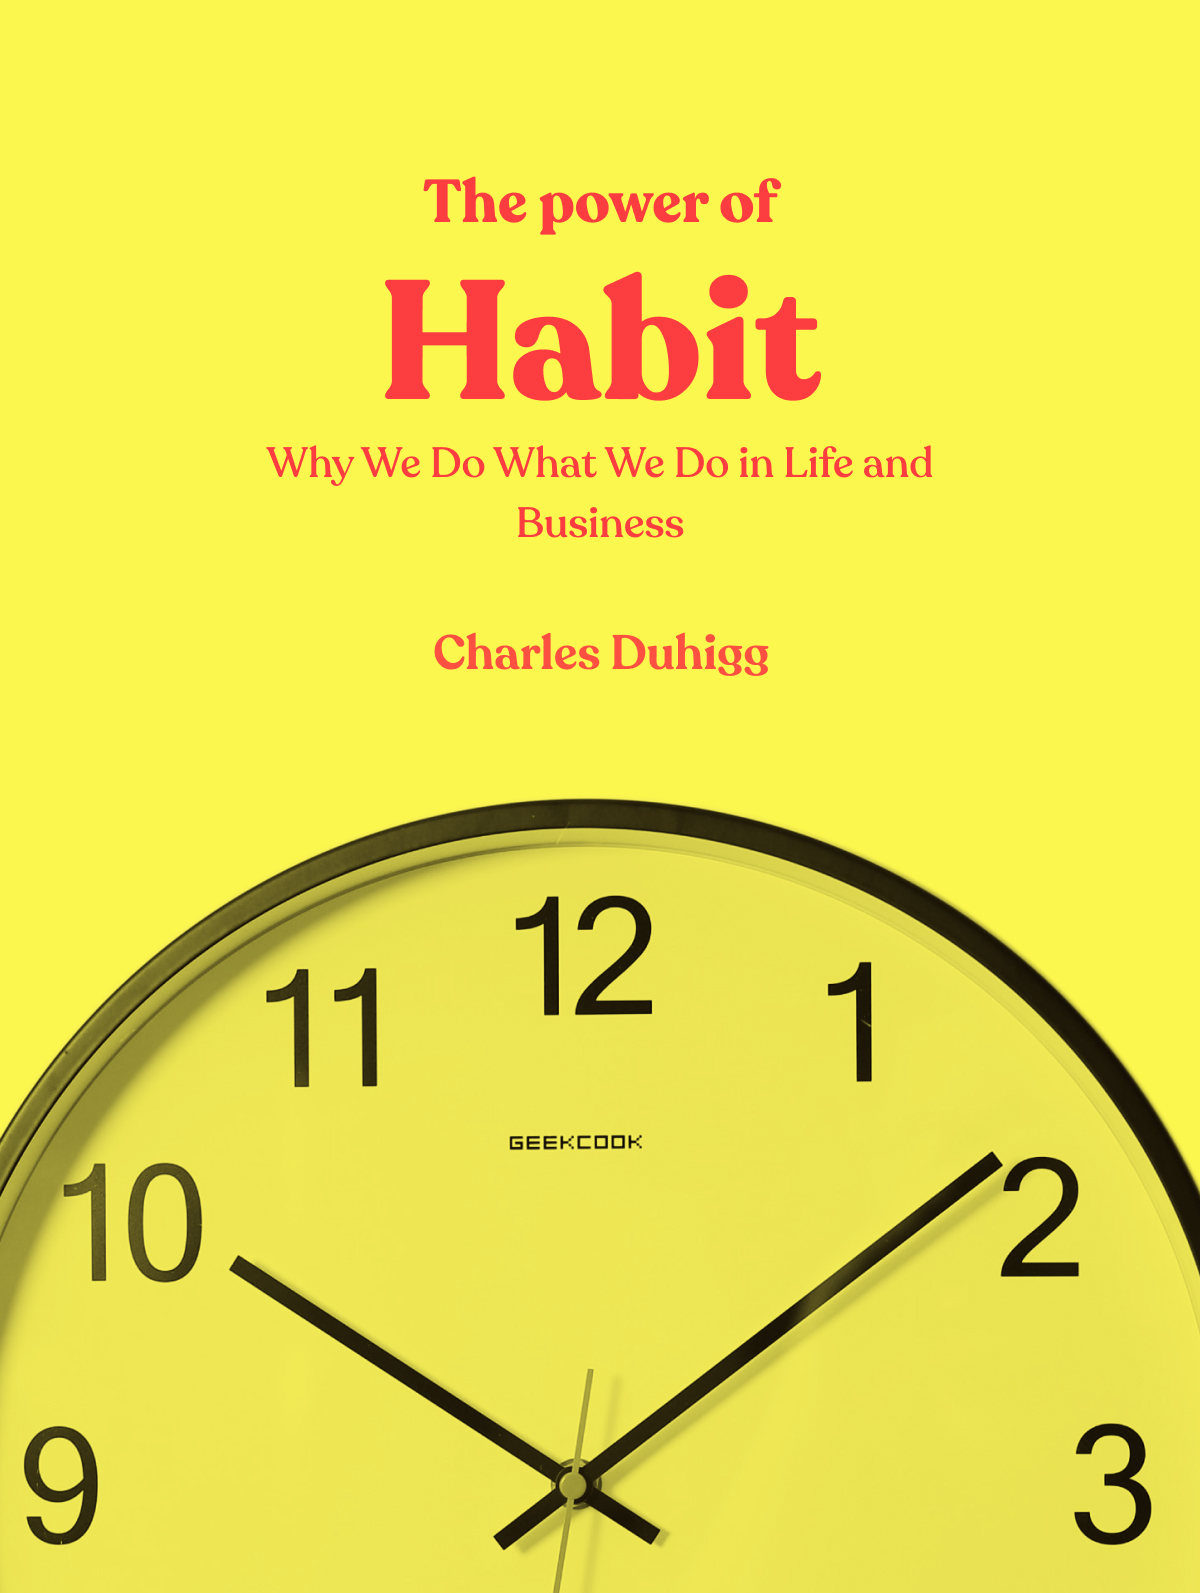 The power of
Habit
Why We Do What We Do in Life and
Business
Charles Duhigg
12
11
1
GEEKCOOK
10
2
9
3